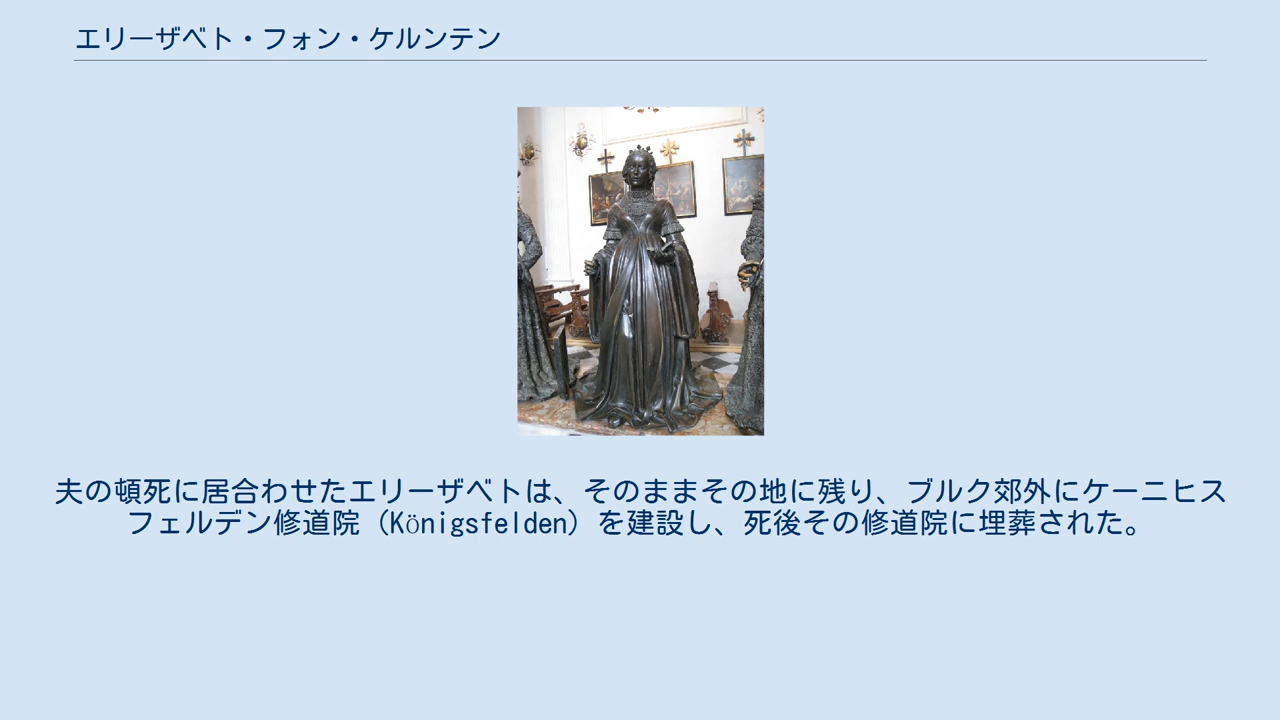 エリーザベト・フォン・ケルンテン
夫の頓死に居合わせたエリーザベトは、そのままその地に残り、ブルク郊外にケーニヒス
フェルデン修道院（Königsfelden）を建設し、死後その修道院に埋葬された。